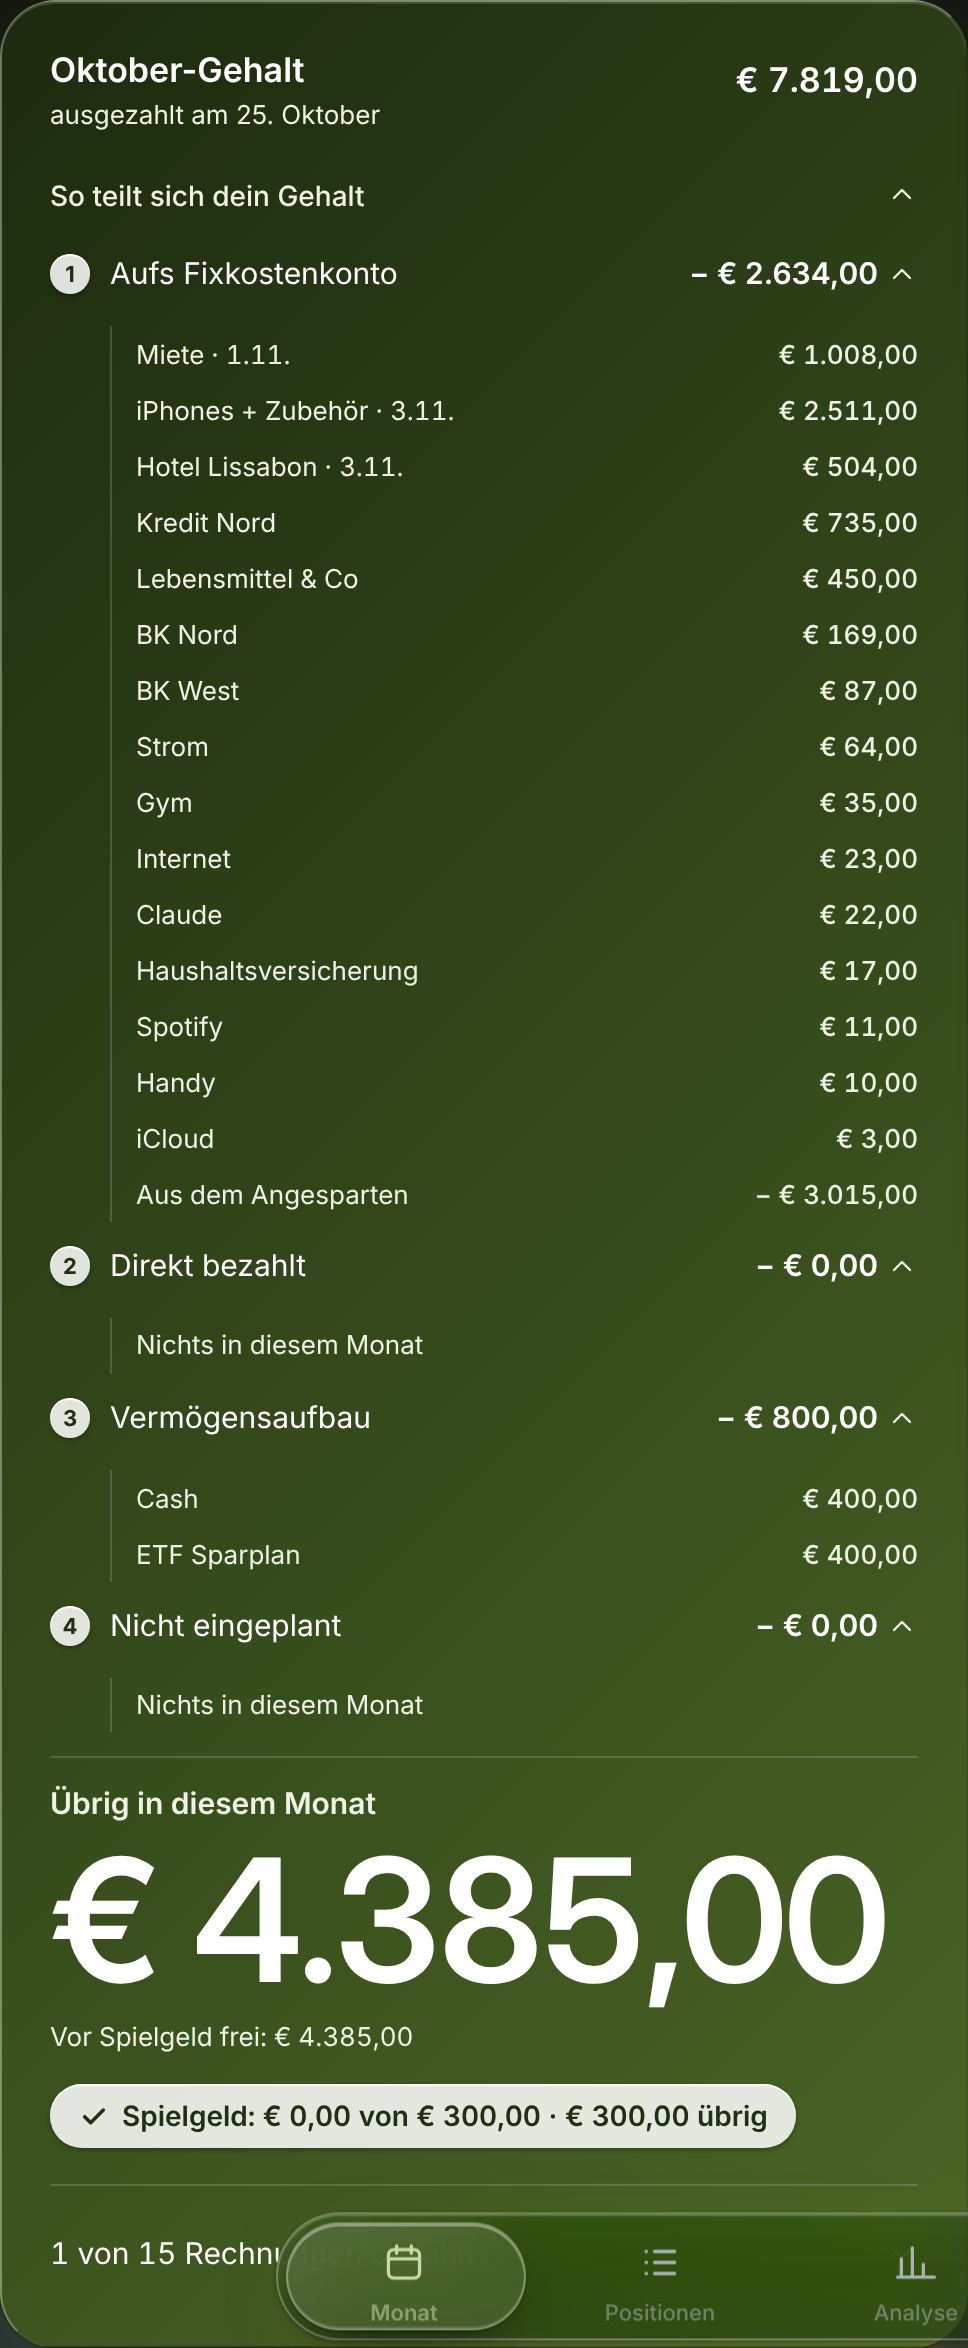 Oktober-Gehalt
€ 7.819,00
ausgezahlt am 25. Oktober
So teilt sich dein Gehalt
1 Aufs Fixkostenkonto – € 2.634,00
Miete · 1.11. € 1.008,00
iPhones + Zubehör · 3.11. € 2.511,00
Hotel Lissabon · 3.11. € 504,00
Kredit Nord € 735,00
Lebensmittel & Co € 450,00
BK Nord € 169,00
BK West € 87,00
Strom € 64,00
Gym € 35,00
Internet € 23,00
Claude € 22,00
Haushaltsversicherung € 17,00
Spotify € 11,00
Handy € 10,00
iCloud € 3,00
Aus dem Angesparten – € 3.015,00
2 Direkt bezahlt – € 0,00
Nichts in diesem Monat
3 Vermögensaufbau – € 800,00
Cash € 400,00
ETF Sparplan € 400,00
4 Nicht eingeplant – € 0,00
Nichts in diesem Monat
Übrig in diesem Monat
€ 4.385,00
Vor Spielgeld frei: € 4.385,00
Spielgeld: € 0,00 von € 300,00 · € 300,00 übrig
1 von 15 Rechnungen
Monat Positionen Analyse